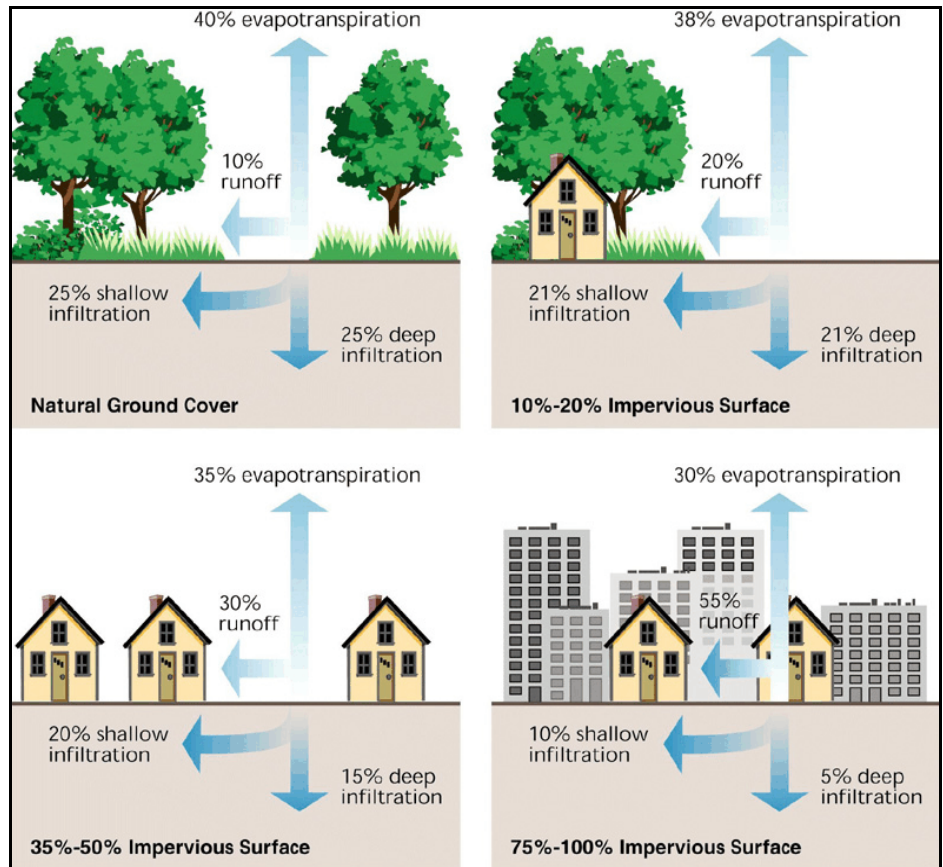 40% evapotranspiration
10%
runoff
25% shallow
infiltration
25% deep
infiltration
Natural Ground Cover
38% evapotranspiration
20%
runoff
21% shallow
infiltration
21% deep
infiltration
10%-20% Impervious Surface
35% evapotranspiration
30%
runoff
20% shallow
infiltration
15% deep
infiltration
35%-50% Impervious Surface
30% evapotranspiration
55%
runoff
10% shallow
infiltration
5% deep
infiltration
75%-100% Impervious Surface